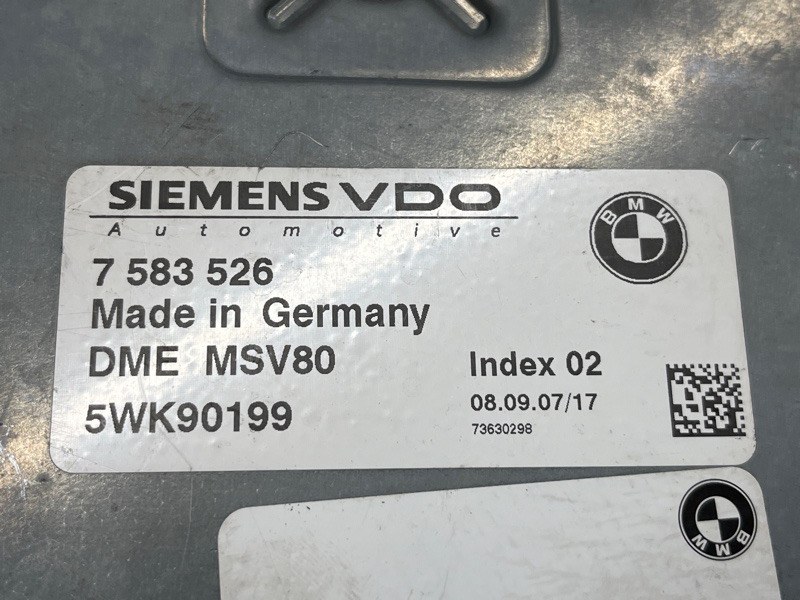 SIEMENS VDO
Automotive
BMW
7 583 526
Made in Germany
DME MSV80
Index 02
5WK90199
08.09.07/17
73630298
BMW